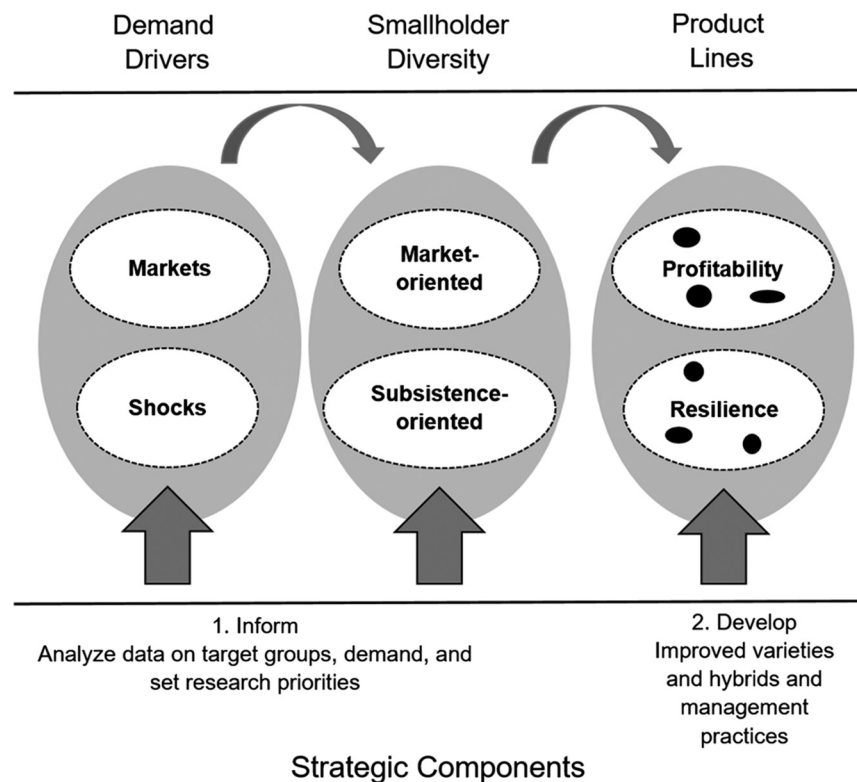 Demand
Drivers
Smallholder
Diversity
Product
Lines
Markets
Shocks
Market-
oriented
Subsistence-
oriented
Profitability
Resilience
1. Inform
Analyze data on target groups, demand, and
set research priorities
2. Develop
Improved varieties
and hybrids and
management
practices
Strategic Components